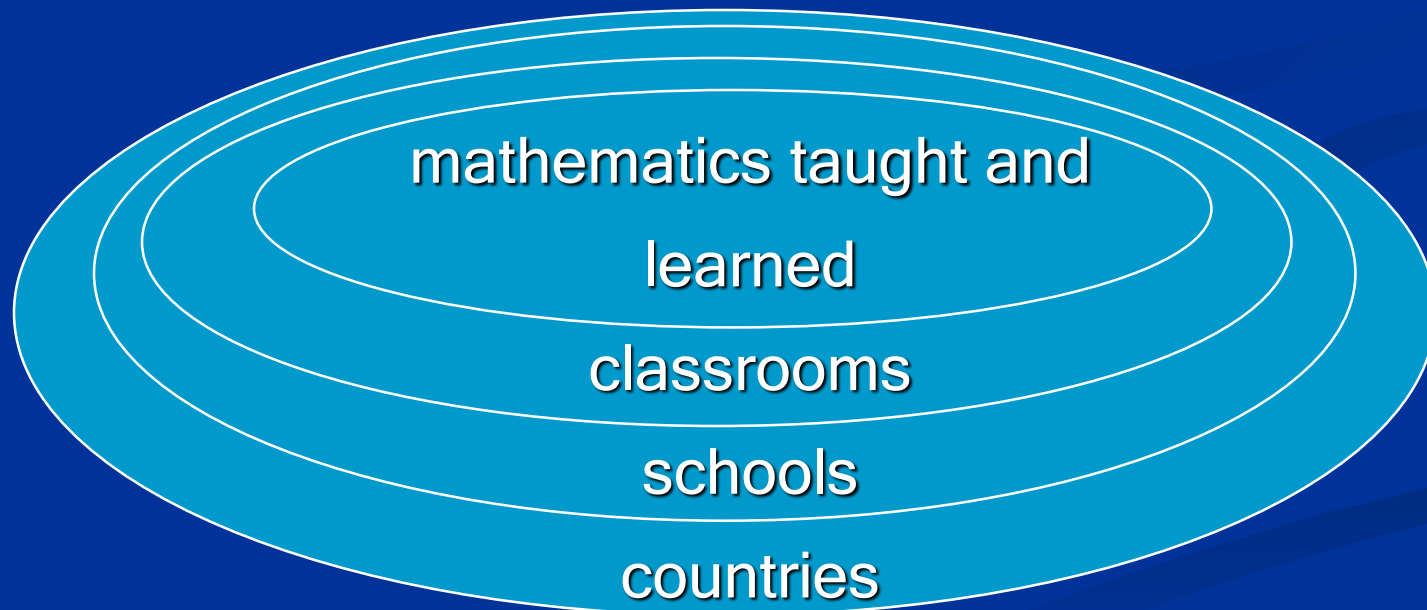 mathematics taught and
learned
classrooms
schools
countries